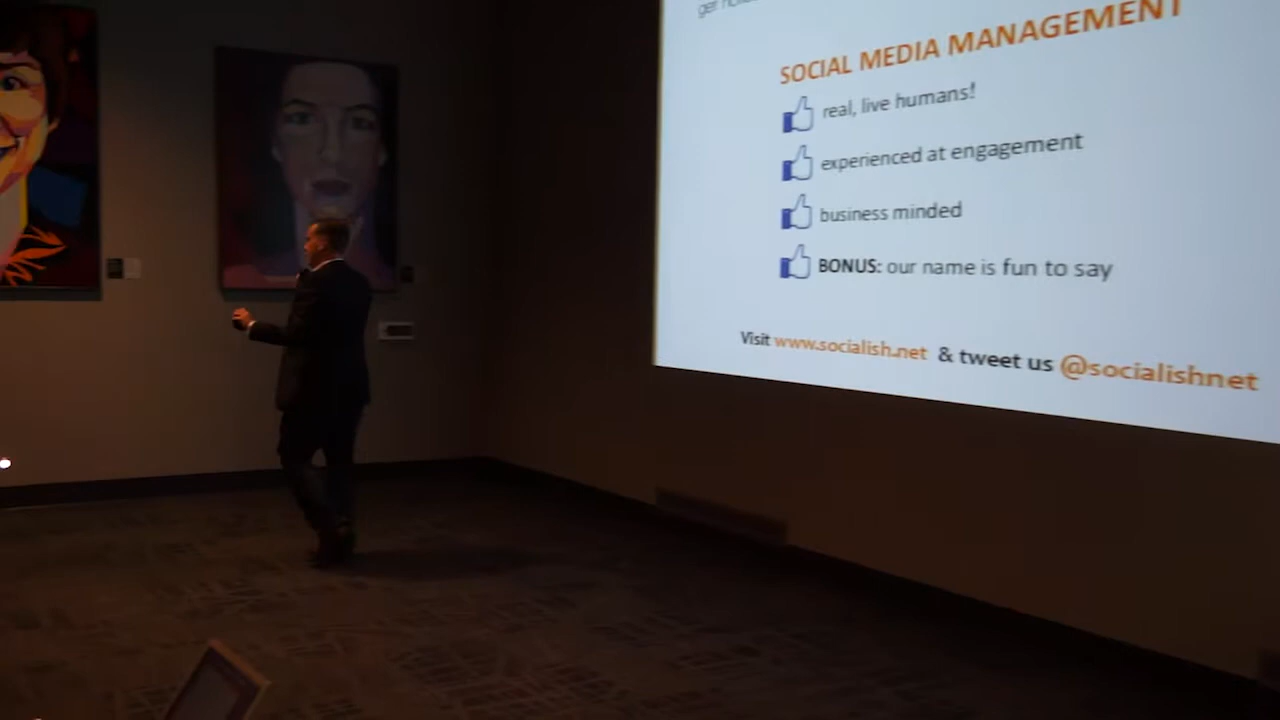 get
SOCIAL MEDIA MANAGEMENT
real, live humans!
experienced at engagement
business minded
BONUS: our name is fun to say
Visit www.socialish.net & tweet us @socialishnet